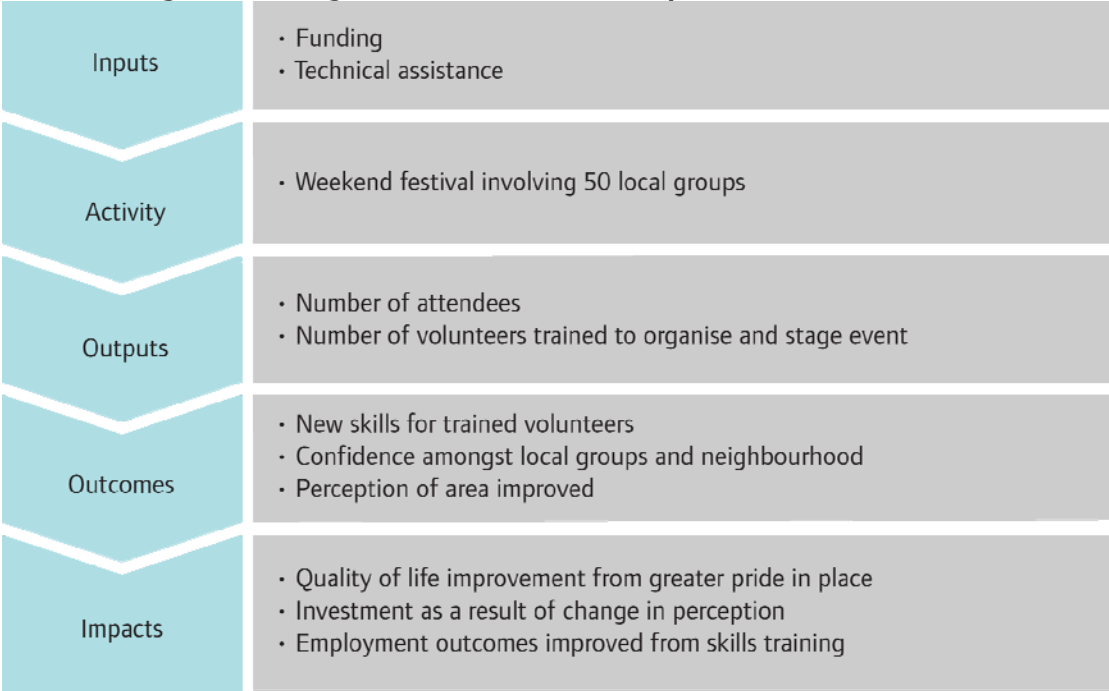 Inputs
· Funding
· Technical assistance
Activity
· Weekend festival involving 50 local groups
Outputs
· Number of attendees
· Number of volunteers trained to organise and stage event
Outcomes
· New skills for trained volunteers
· Confidence amongst local groups and neighbourhood
· Perception of area improved
Impacts
· Quality of life improvement from greater pride in place
· Investment as a result of change in perception
· Employment outcomes improved from skills training